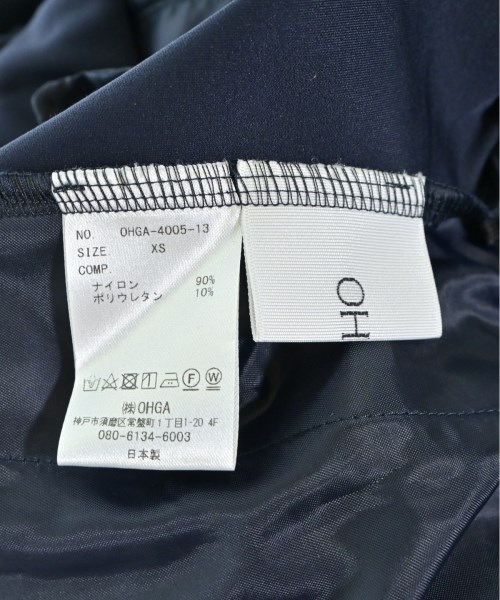 NO. OHGA-4005-13
SIZE XS
COMP.
ナイロン 90%
ポリウレタン 10%
㈱OHGA
神戸市須磨区常盤町1丁目1-20 4F
080-6134-6003
日本製
OH